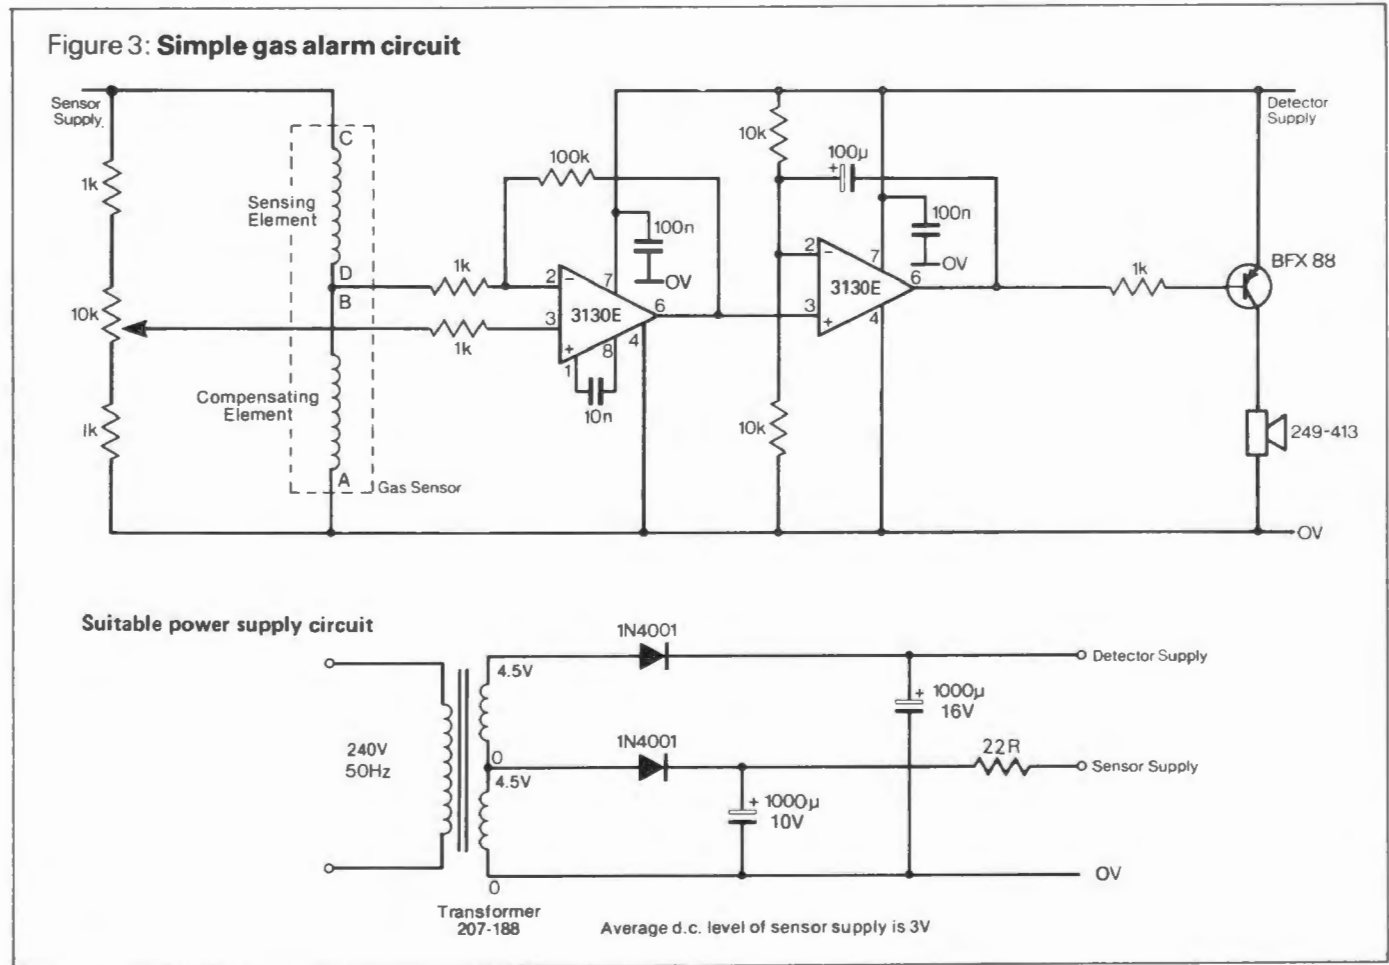 Figure 3: Simple gas alarm circuit
Sensor
Supply
1k
10k
1k
C
Sensing
Element
D
B
Compensating
Element
A
Gas Sensor
1k
1k
100k
2
3
7
6
4
8
1
3130E
100n
0V
10n
10k
10k
100µ
+
2
3
7
6
4
3130E
100n
0V
1k
Detector
Supply
BFX 88
249-413
0V
Suitable power supply circuit
240V
50Hz
4.5V
0
4.5V
0
Transformer
207-188
1N4001
1N4001
+ 1000µ
10V
+ 1000µ
16V
22R
Detector Supply
Sensor Supply
0V
Average d.c. level of sensor supply is 3V